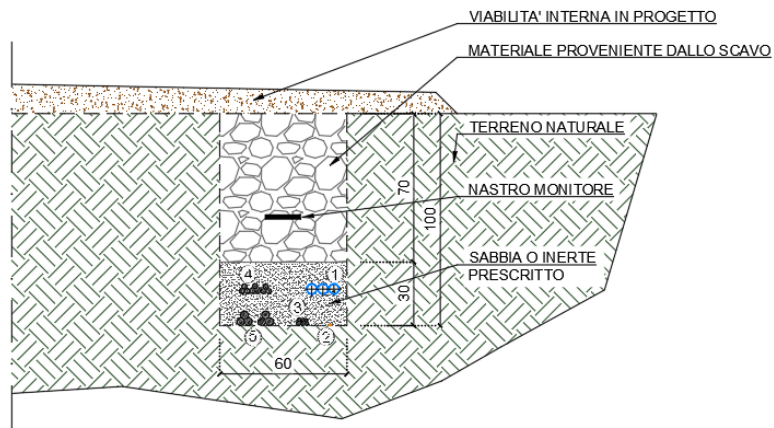 VIABILITA' INTERNA IN PROGETTO
MATERIALE PROVENIENTE DALLO SCAVO
TERRENO NATURALE
70
100
NASTRO MONITORE
SABBIA O INERTE
PRESCRITTO
4
1
30
3
5
2
60